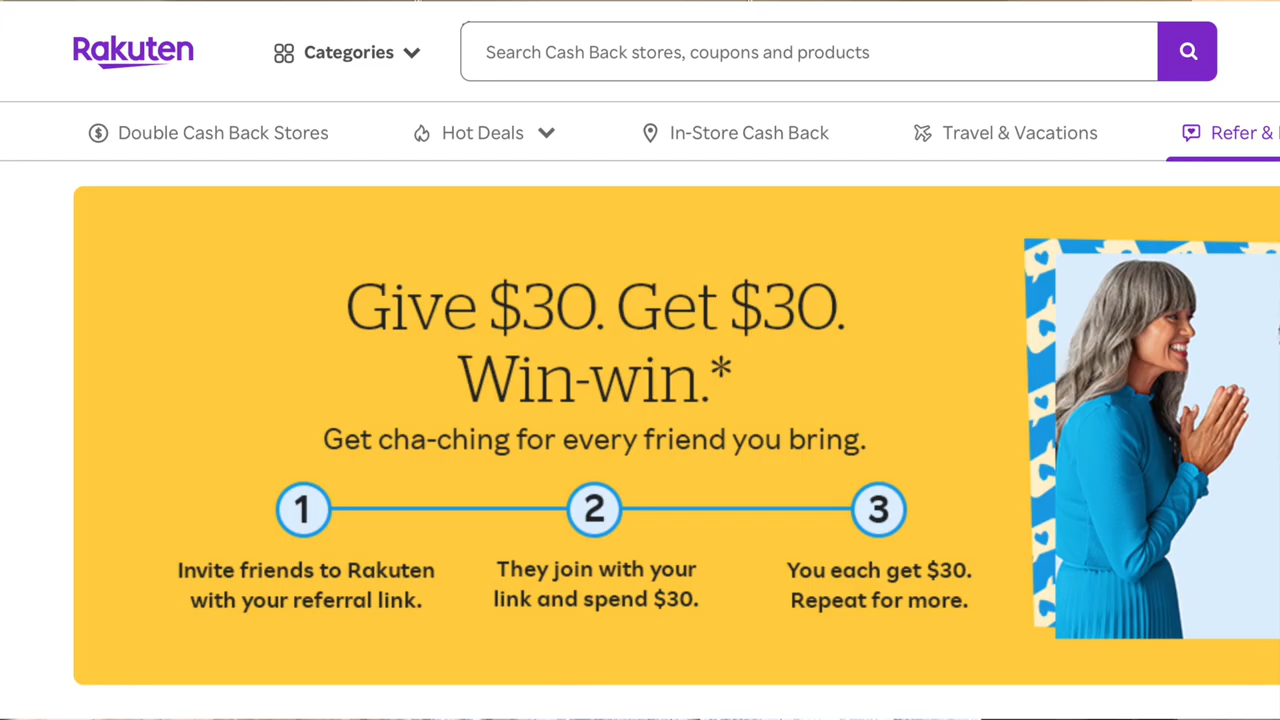 Rakuten
Categories
Search Cash Back stores, coupons and products
Double Cash Back Stores
Hot Deals
In-Store Cash Back
Travel & Vacations
Refer &
Give $30. Get $30.
Win-win.*
Get cha-ching for every friend you bring.
1
2
3
Invite friends to Rakuten
with your referral link.
They join with your
link and spend $30.
You each get $30.
Repeat for more.